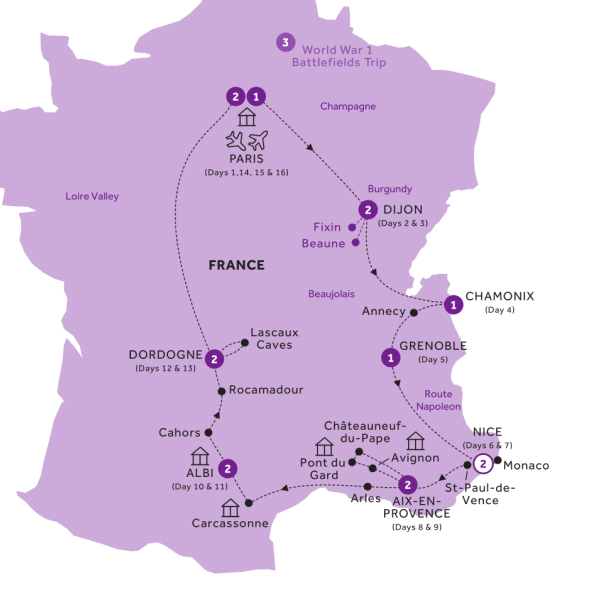 3
World War 1
Battlefields Trip
2
1
Champagne
PARIS
(Days 1,14, 15 & 16)
Loire Valley
Burgundy
2
DIJON
(Days 2 & 3)
Fixin
Beaune
FRANCE
Beaujolais
CHAMONIX
1
(Day 4)
Annecy
Lascaux
Caves
GRENOBLE
1
(Day 5)
DORDOGNE
2
(Days 12 & 13)
Rocamadour
Route
Napoleon
Châteauneuf-
du-Pape
NICE
(Days 6 & 7)
Cahors
Avignon
Pont du
Gard
2
Monaco
ALBI
2
(Day 10 & 11)
2
St-Paul-de-
Vence
Arles
AIX-EN-
PROVENCE
(Days 8 & 9)
Carcassonne